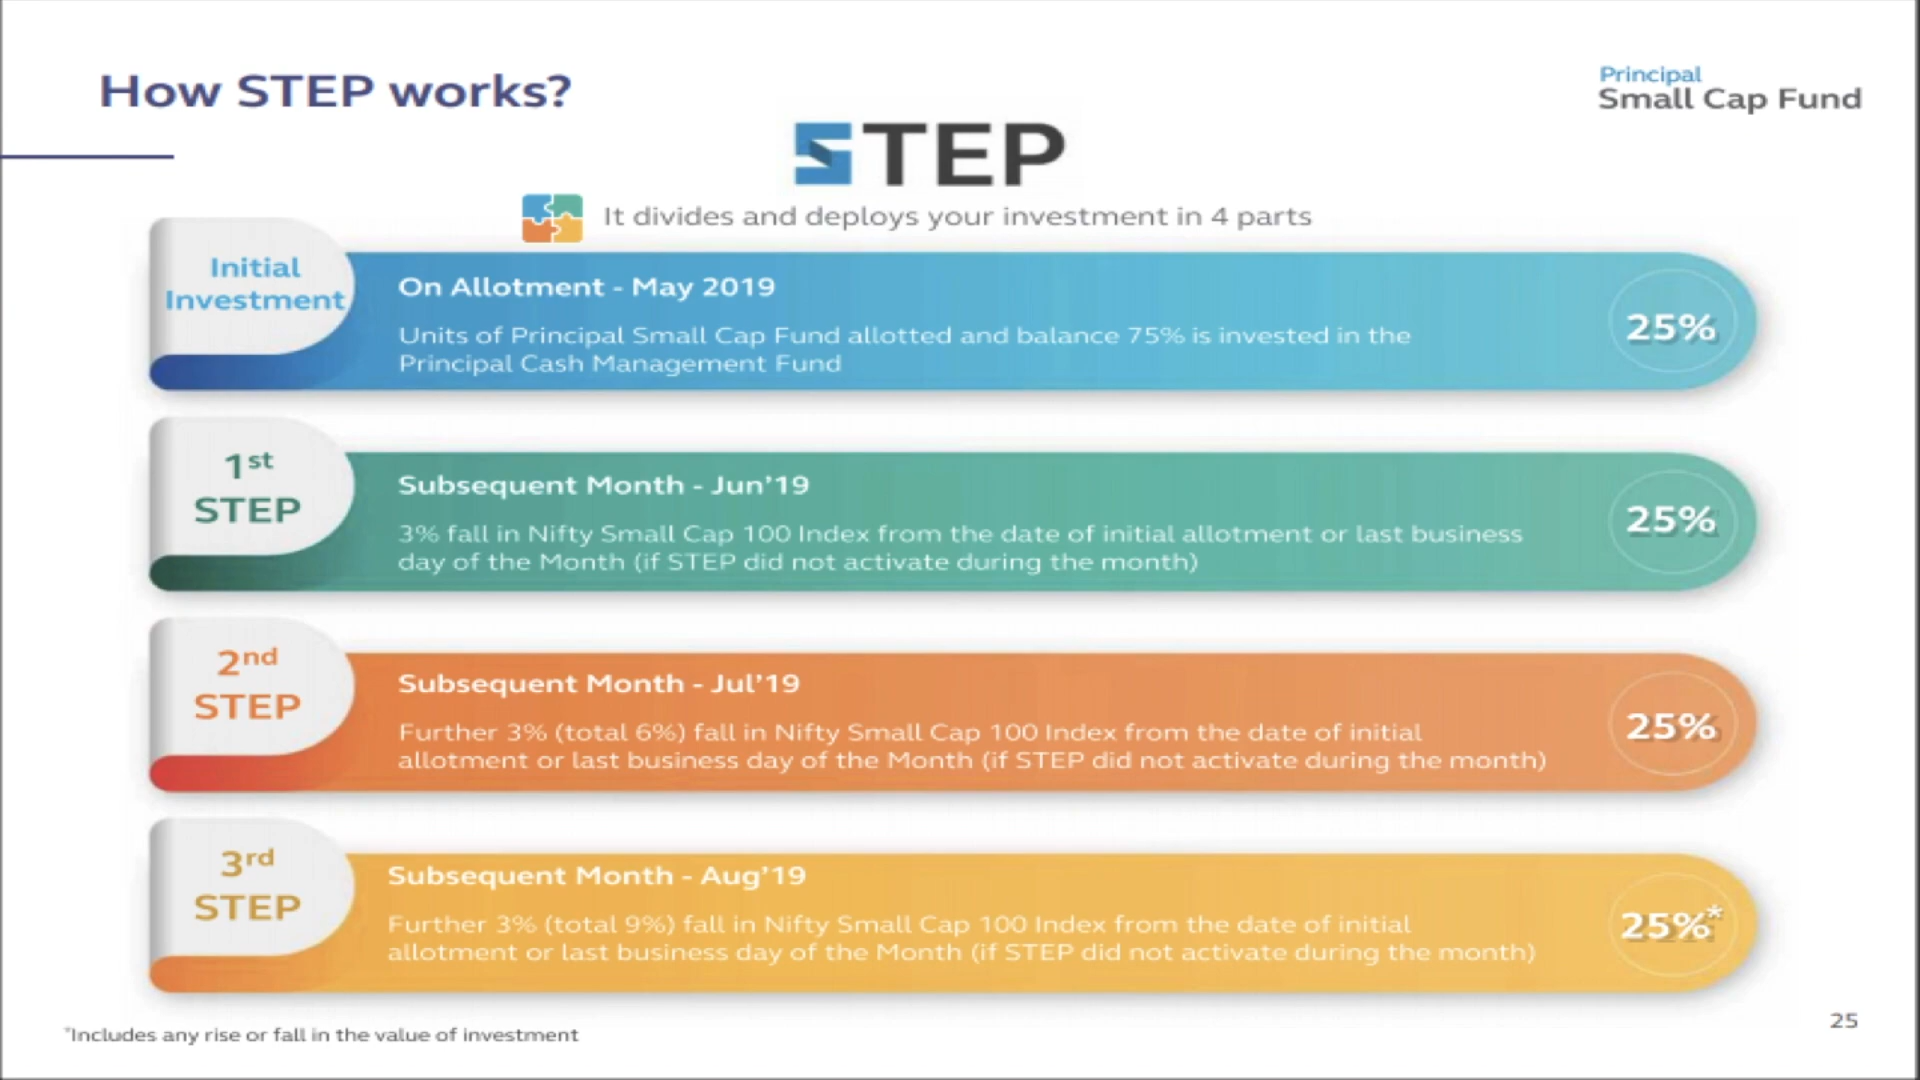 How STEP works?
Principal
Small Cap Fund
STEP
It divides and deploys your investment in 4 parts
Initial
Investment
On Allotment - May 2019
Units of Principal Small Cap Fund allotted and balance 75% is invested in the
Principal Cash Management Fund
25%
1st
STEP
Subsequent Month - Jun'19
3% fall in Nifty Small Cap 100 Index from the date of initial allotment or last business
day of the Month (if STEP did not activate during the month)
25%
2nd
STEP
Subsequent Month - Jul'19
Further 3% (total 6%) fall in Nifty Small Cap 100 Index from the date of initial
allotment or last business day of the Month (if STEP did not activate during the month)
25%
3rd
STEP
Subsequent Month - Aug'19
Further 3% (total 9%) fall in Nifty Small Cap 100 Index from the date of initial
allotment or last business day of the Month (if STEP did not activate during the month)
25%*
*Includes any rise or fall in the value of investment
25